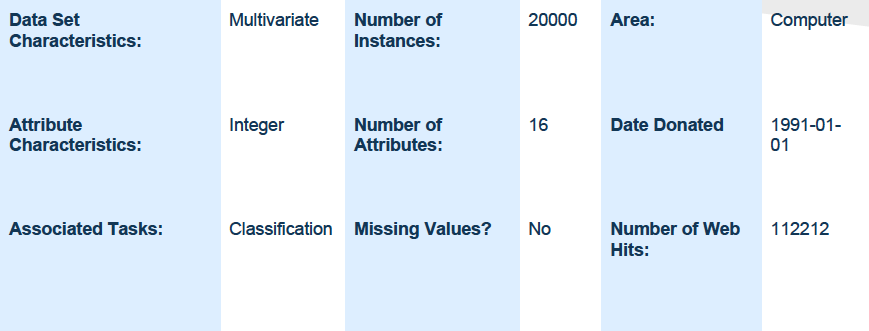 Data Set Characteristics: Multivariate Number of Instances: 20000 Area: Computer
Attribute Characteristics: Integer Number of Attributes: 16 Date Donated 1991-01-01
Associated Tasks: Classification Missing Values? No Number of Web Hits: 112212